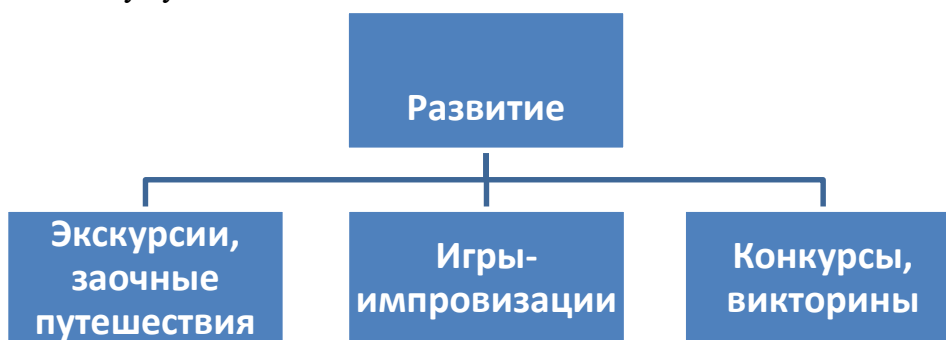 Развитие
Экскурсии,
заочные
путешествия
Игры-
импровизации
Конкурсы,
викторины